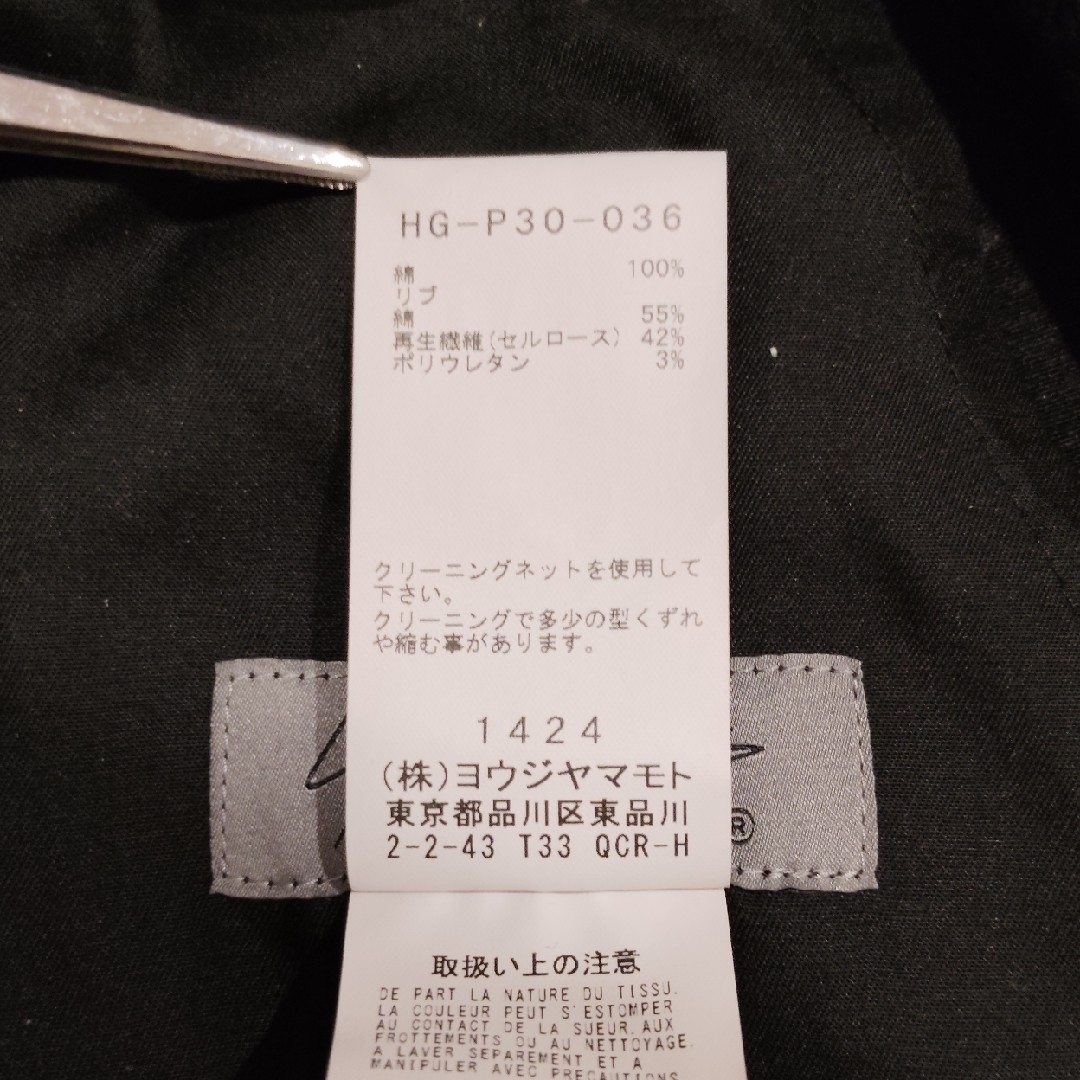 HG-P30-036
綿 100%
リブ
綿 55%
再生繊維(セルロース) 42%
ポリウレタン 3%
クリーニングネットを使用して
下さい。
クリーニングで多少の型くずれ
や縮む事があります。
1424
(株)ヨウジヤマモト
東京都品川区東品川
®
2-2-43 T33 QCR-H
取扱い上の注意
DE PART LA NATURE DU TISSU.
LA COULEUR PEUT S'ESTOMPER
AU CONTACT DE LA SUEUR, AUX
FROTTEMENTS OU AU NETTOYAGE.
A LAVER SEPAREMENT ET A
MANIPULER AVEC PRECAUTIONS